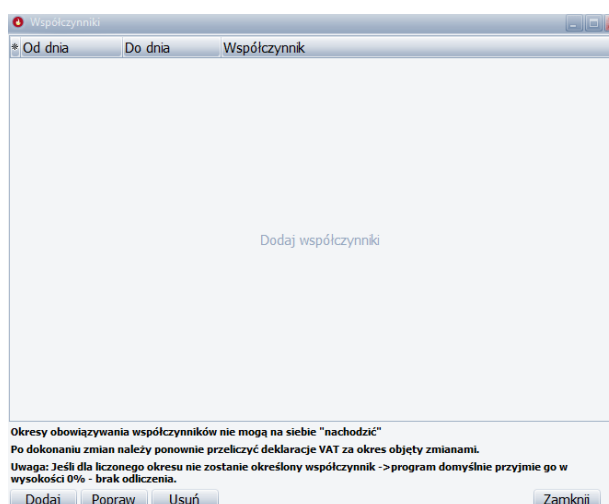 Współczynniki
* Od dnia Do dnia Współczynnik
Dodaj współczynniki
Okresy obowiązywania współczynników nie mogą na siebie "nachodzić"
Po dokonaniu zmian należy ponownie przeliczyć deklaracje VAT za okres objęty zmianami.
Uwaga: Jeśli dla liczonego okresu nie zostanie określony współczynnik ->program domyślnie przyjmie go w
wysokości 0% - brak odliczenia.
Dodaj Popraw Usuń Zamknij